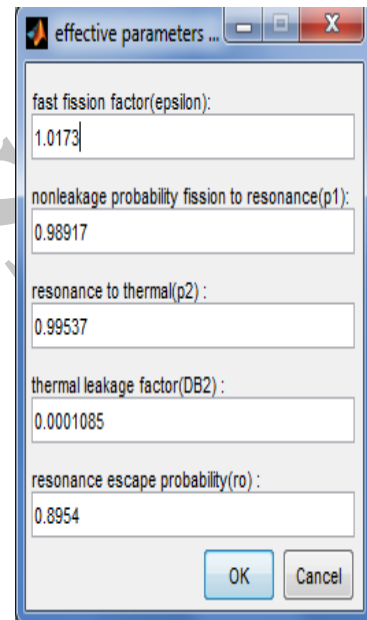 effective parameters ...
fast fission factor(epsilon):
1.0173
nonleakage probability fission to resonance(p1):
0.98917
resonance to thermal(p2) :
0.99537
thermal leakage factor(DB2) :
0.0001085
resonance escape probability(ro) :
0.8954
OK Cancel